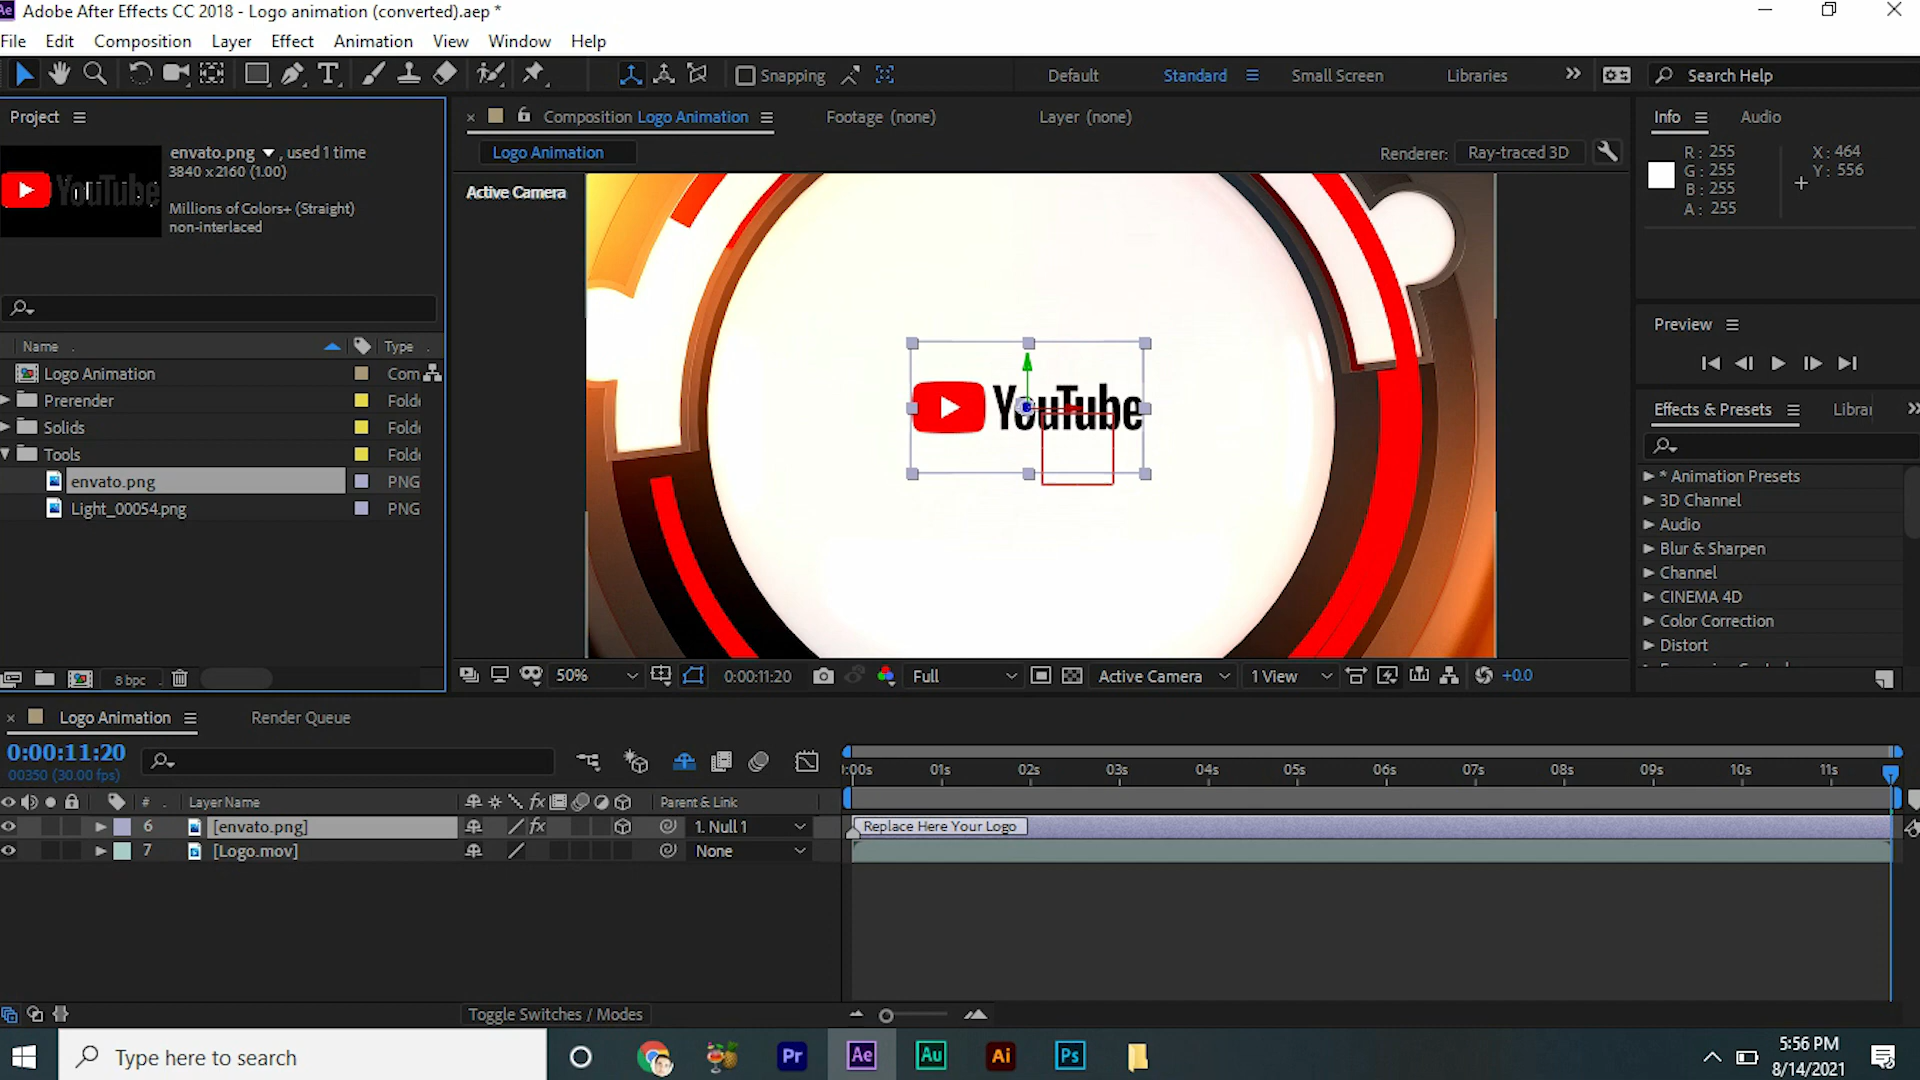 Adobe After Effects CC 2018 - Logo animation (converted).aep *
File Edit Composition Layer Effect Animation View Window Help
Snapping Default Standard Small Screen Libraries Search Help
Project
envato.png , used 1 time
3840 x 2160 (1.00)
Millions of Colors+ (Straight)
non-interlaced
Name Type
Logo Animation Com
Prerender Folde
Solids Folde
Tools Folde
envato.png PNG
Light_00054.png PNG
8 bpc
Composition Logo Animation Footage (none) Layer (none)
Logo Animation Renderer: Ray-traced 3D
Active Camera
YouTube
50% 0:00:11:20 Full Active Camera 1 View +0.0
Info Audio
R: 255 X: 464
G: 255 Y: 556
B: 255
A: 255
Preview
Effects & Presets Librar
* Animation Presets
3D Channel
Audio
Blur & Sharpen
Channel
CINEMA 4D
Color Correction
Distort
Logo Animation Render Queue
0:00:11:20
00350 (30.00 fps)
):00s 01s 02s 03s 04s 05s 06s 07s 08s 09s 10s 11s
# Layer Name fx Parent & Link
6 [envato.png] fx 1. Null 1 Replace Here Your Logo
7 [Logo.mov] None
Toggle Switches / Modes
Type here to search Pr Ae Au Ai Ps
5:56 PM
8/14/2021